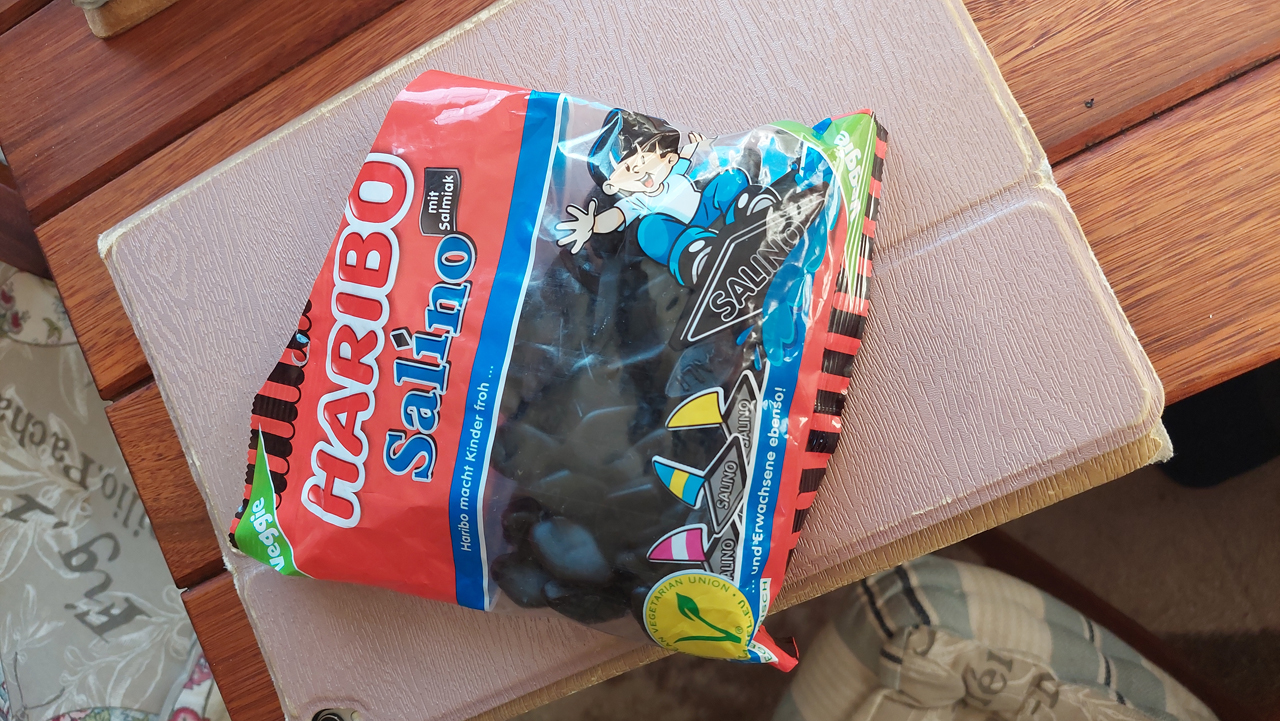 HARIBO
Salino
mit
Salmiak
Haribo macht Kinder froh ...
... und Erwachsene ebenso!
SALINO
SALINO
SALINO
Veggie
VEGETARIAN UNION
V